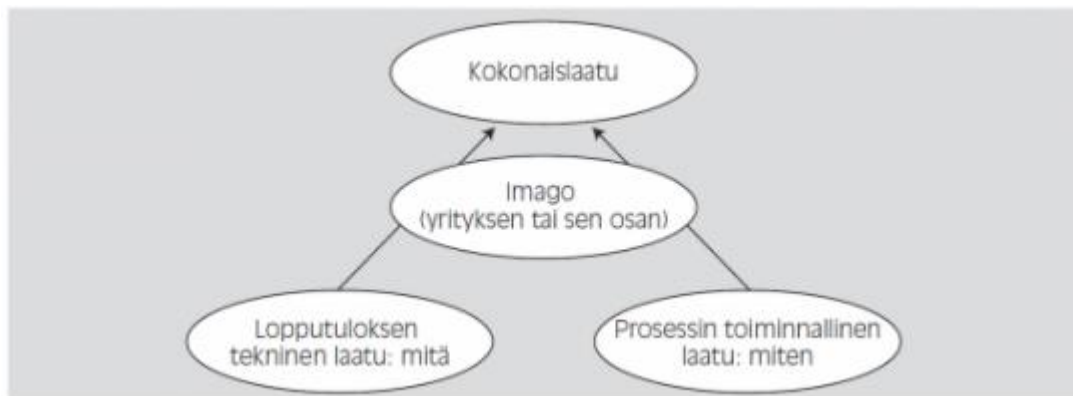 Kokonaislaatu
Imago
(yrityksen tai sen osan)
Lopputuloksen
tekninen laatu: mitä
Prosessin toiminnallinen
laatu: miten